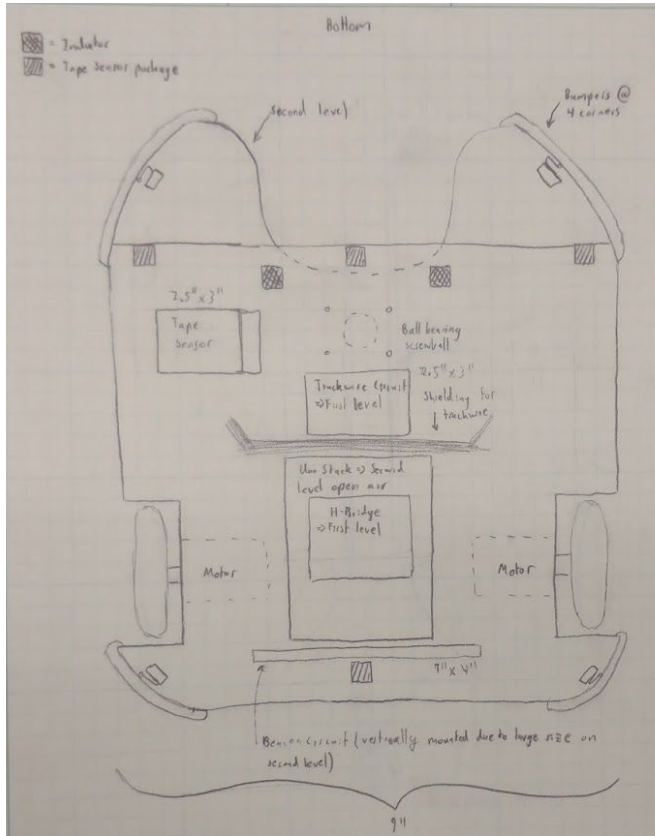 Bottom
= Inductor
= Tape Sensor package
second level
Bumpers @
4 corners
2.5" x 3"
Tape
sensor
Ball bearing
screwball
Trackwire Circuit
⇒ First level
2.5" x 3"
Shielding for
trackwire
Uno Stack ⇒ Second
level open air
H-Bridge
⇒ First level
Motor
Motor
7" x 4"
Beacon Circuit (vertically mounted due to large size on
second level)
9"